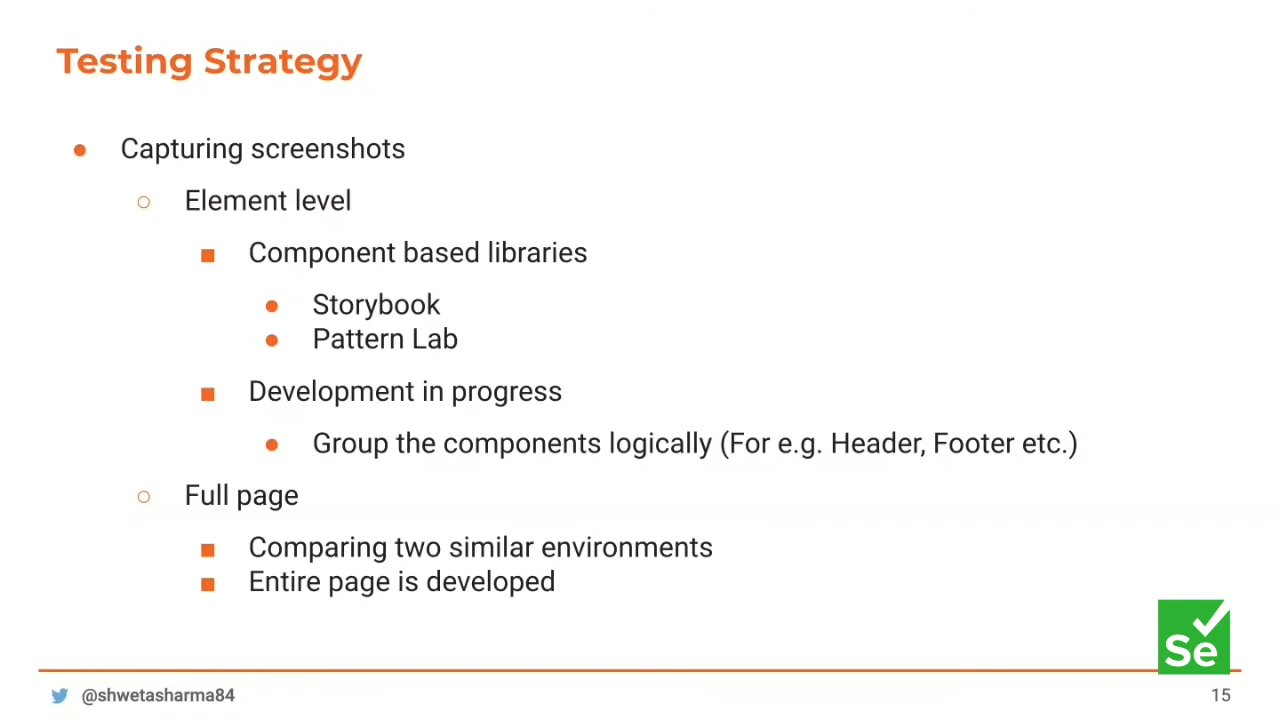 Testing Strategy
Capturing screenshots
Element level
Component based libraries
Storybook
Pattern Lab
Development in progress
Group the components logically (For e.g. Header, Footer etc.)
Full page
Comparing two similar environments
Entire page is developed
Se
@shwetasharma84
15